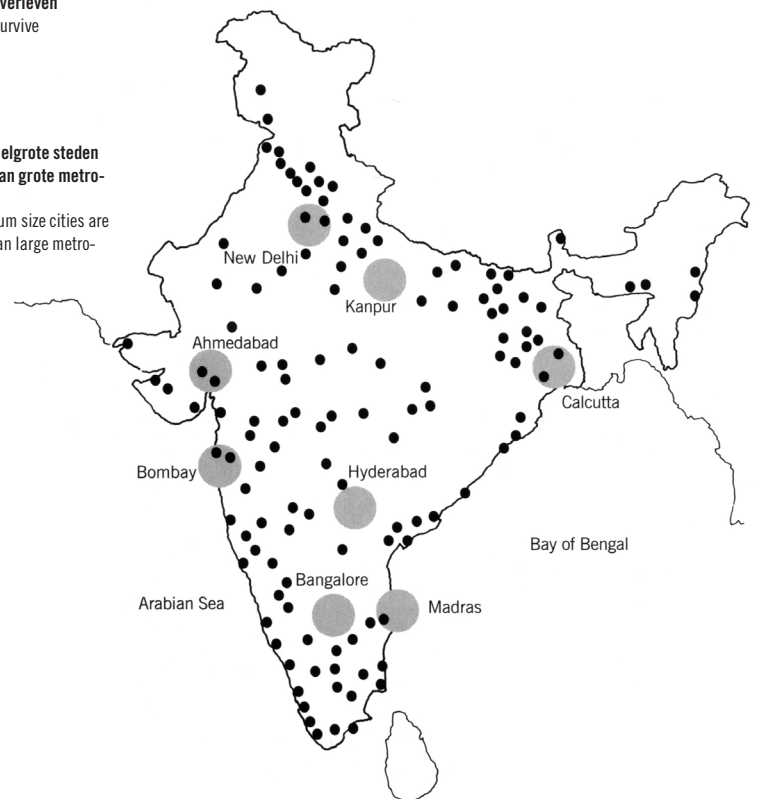 verleven
urvive
elgrote steden
an grote metro-
um size cities are
an large metro-
New Delhi
Kanpur
Ahmedabad
Calcutta
Bombay
Hyderabad
Bay of Bengal
Bangalore
Arabian Sea
Madras